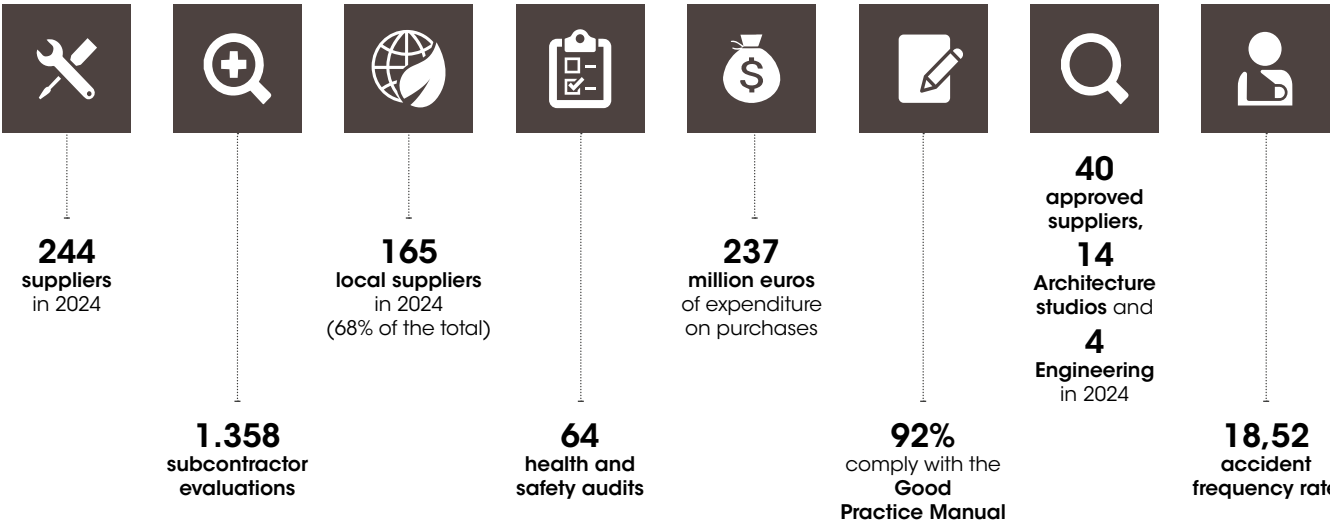 244
suppliers
in 2024
1.358
subcontractor
evaluations
165
local suppliers
in 2024
(68% of the total)
64
health and
safety audits
237
million euros
of expenditure
on purchases
92%
comply with the
Good
Practice Manual
40
approved
suppliers,
14
Architecture
studios and
4
Engineering
in 2024
18,52
accident
frequency rate